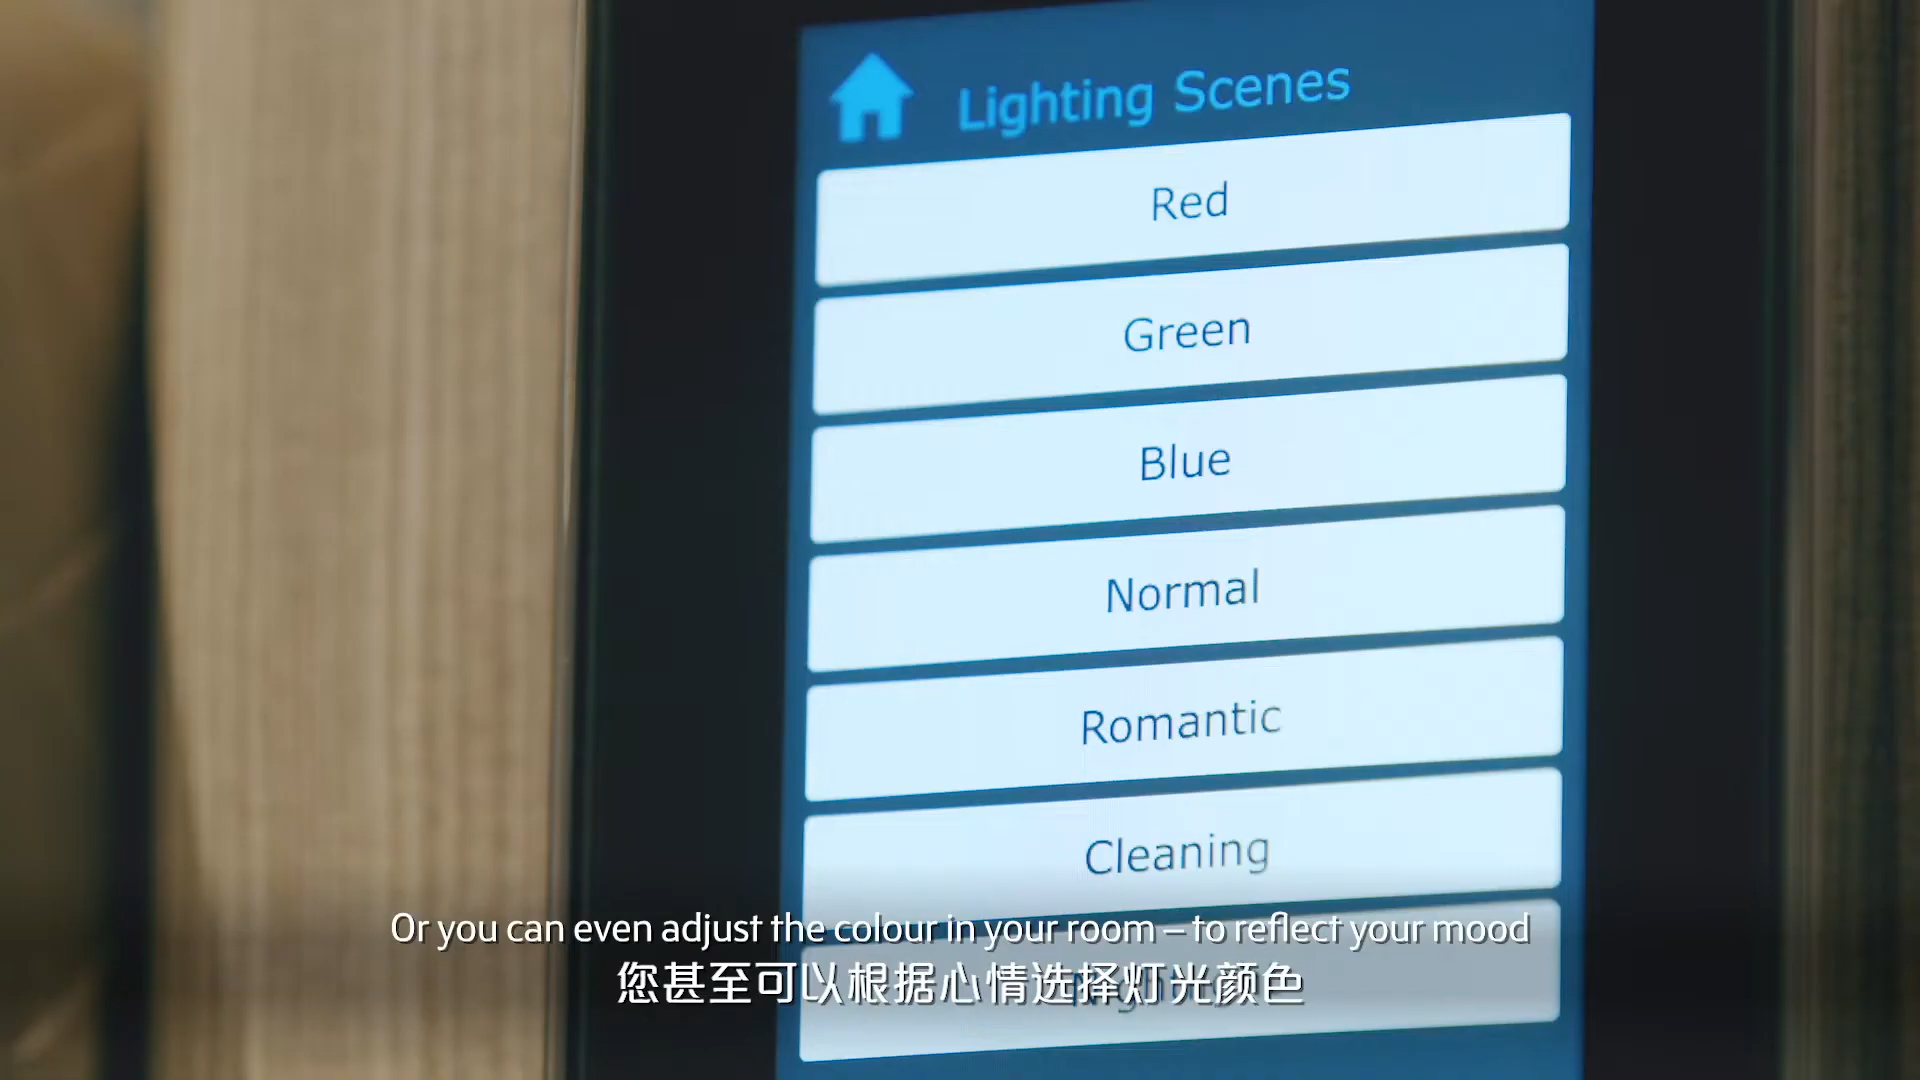 Lighting Scenes
Red
Green
Blue
Normal
Romantic
Cleaning
Or you can even adjust the colour in your room – to reflect your mood
您甚至可以根据心情选择灯光颜色